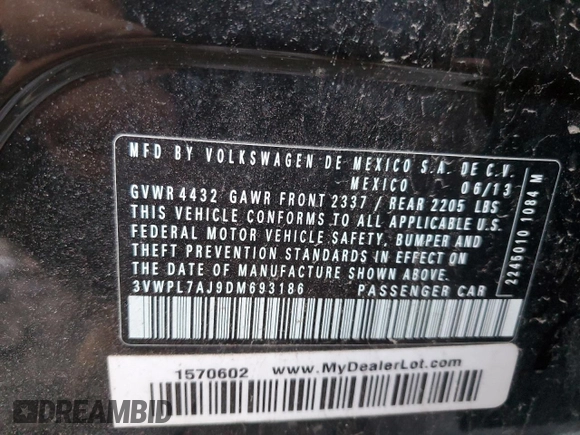 MFD BY VOLKSWAGEN DE MEXICO S.A. DE C.V.
MEXICO 06/13
GVWR 4432 GAWR FRONT 2337 / REAR 2205 LBS
THIS VEHICLE CONFORMS TO ALL APPLICABLE U.S.
FEDERAL MOTOR VEHICLE SAFETY, BUMPER AND
THEFT PREVENTION STANDARDS IN EFFECT ON
THE DATE OF MANUFACTURE SHOWN ABOVE.
3VWPL7AJ9DM693186 PASSENGER CAR
2245010 1084 M
1570602 www.MyDealerLot.com
DREAMBID